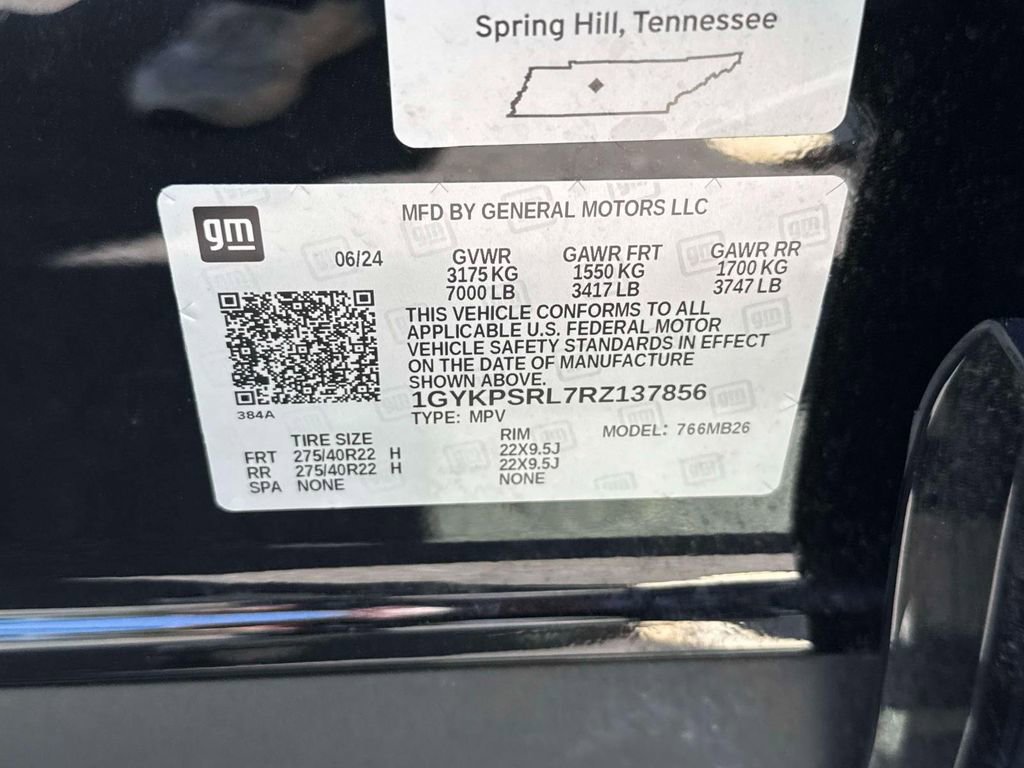 Spring Hill, Tennessee
gm
MFD BY GENERAL MOTORS LLC
06/24
GVWR GAWR FRT GAWR RR
3175 KG 1550 KG 1700 KG
7000 LB 3417 LB 3747 LB
THIS VEHICLE CONFORMS TO ALL
APPLICABLE U.S. FEDERAL MOTOR
VEHICLE SAFETY STANDARDS IN EFFECT
ON THE DATE OF MANUFACTURE
SHOWN ABOVE.
384A
1GYKPSRL7RZ137856
TYPE: MPV
MODEL: 766MB26
TIRE SIZE RIM
FRT 275/40R22 H 22X9.5J
RR 275/40R22 H 22X9.5J
SPA NONE NONE